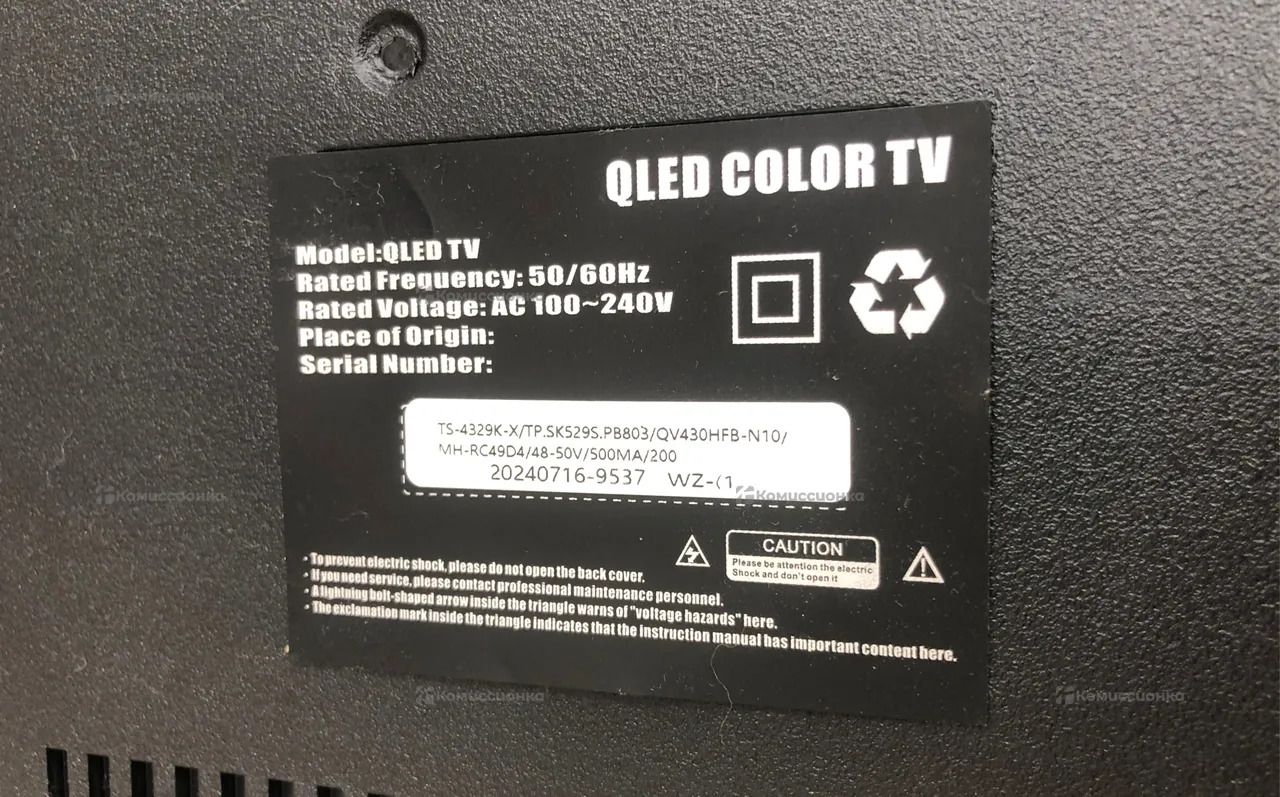 QLED COLOR TV
Model:QLED TV
Rated Freguency: 50/60Hz
Rated Voltage: AC 100~240V
Place of Origin:
Serial Number:
TS-4329K-X/TP.SK529S.PB803/QV430HFB-N10/
MH-RC49D4/48-50V/500MA/200
20240716-9537 WZ-(1
CAUTION
Please be attention the electric
Shock and don't open it
· To prevent electric shock, please do not open the back cover.
· If you need service, please contact professional maintenance personnel.
· A lightning bolt-shaped arrow inside the triangle warns of "voltage hazards" here.
· The exclamation mark inside the triangle indicates that the instruction manual has important content here.
Комиссионка
Комиссионка
Комиссионка
Комиссионка
Комиссионка
Комиссионка